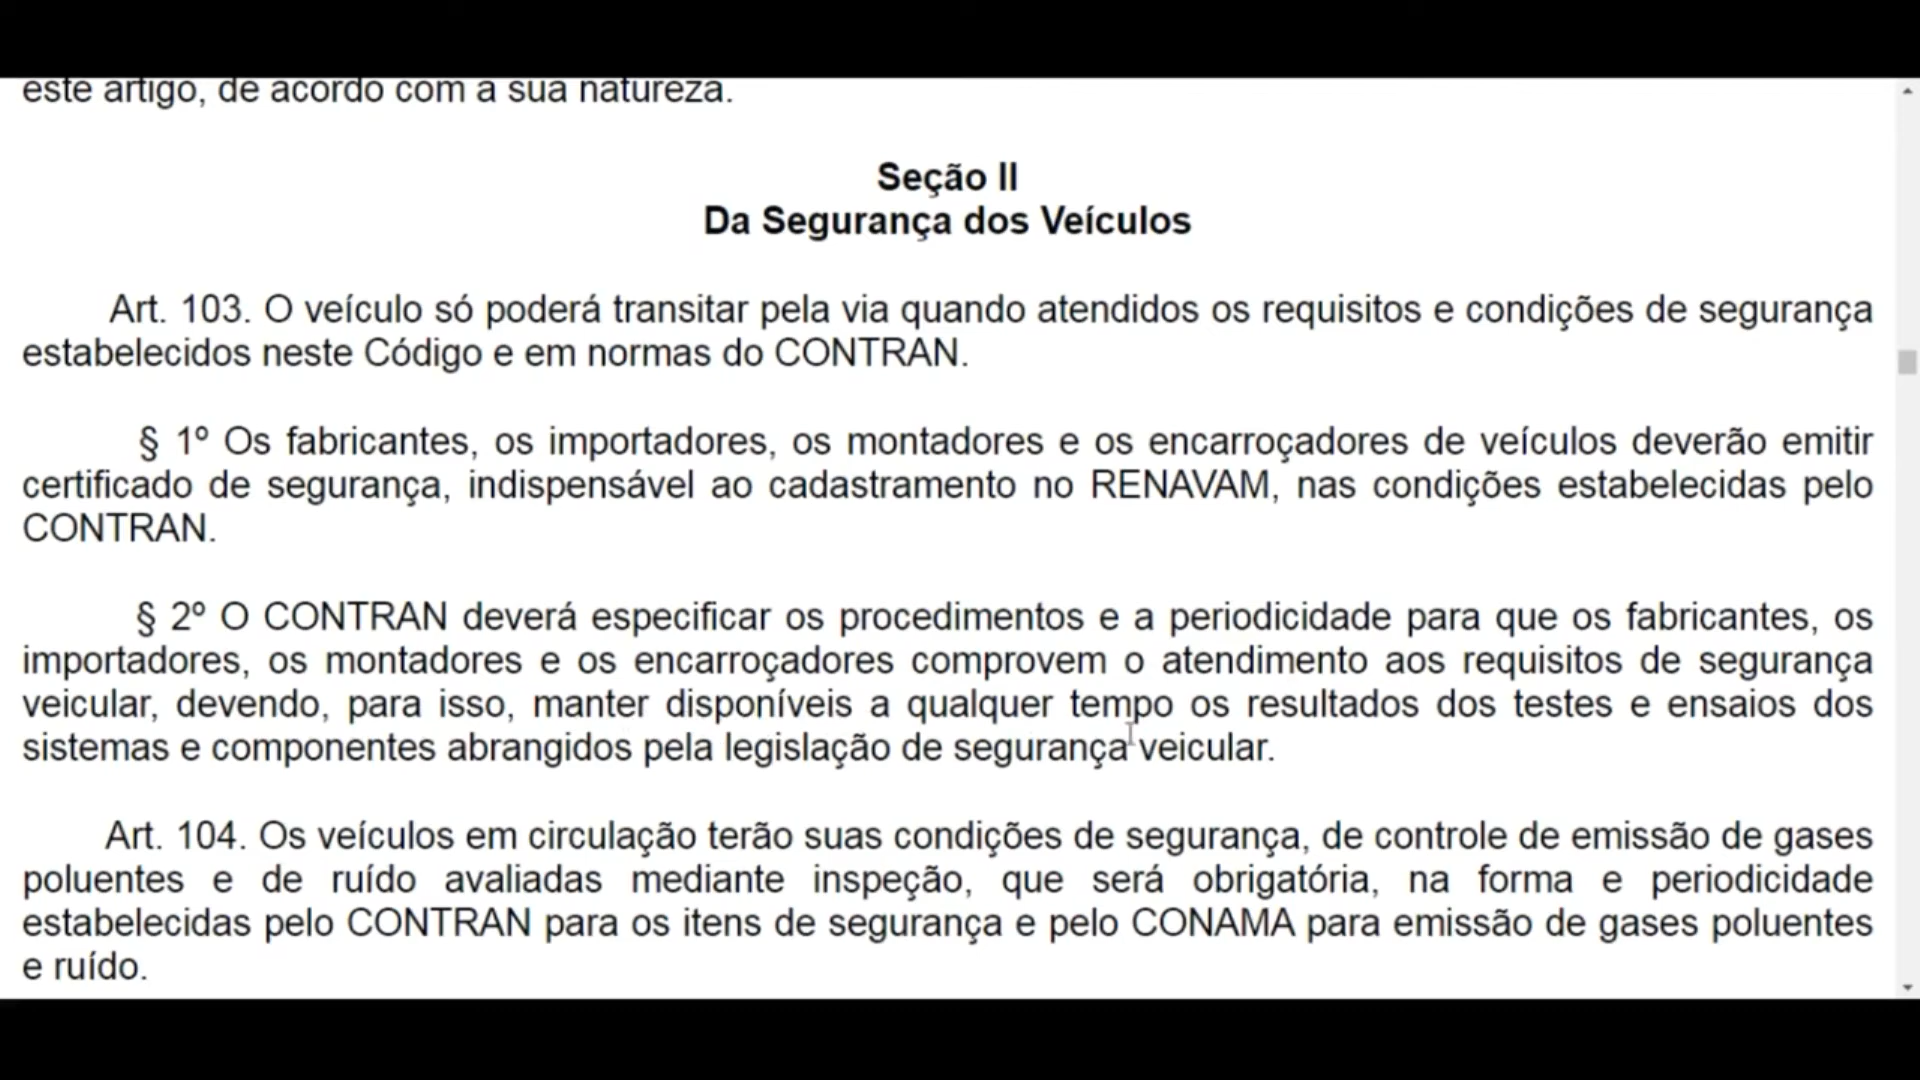 este artigo, de acordo com a sua natureza.
Seção II
Da Segurança dos Veículos
Art. 103. O veículo só poderá transitar pela via quando atendidos os requisitos e condições de segurança
estabelecidos neste Código e em normas do CONTRAN.
§ 1º Os fabricantes, os importadores, os montadores e os encarroçadores de veículos deverão emitir
certificado de segurança, indispensável ao cadastramento no RENAVAM, nas condições estabelecidas pelo
CONTRAN.
§ 2º O CONTRAN deverá especificar os procedimentos e a periodicidade para que os fabricantes, os
importadores, os montadores e os encarroçadores comprovem o atendimento aos requisitos de segurança
veicular, devendo, para isso, manter disponíveis a qualquer tempo os resultados dos testes e ensaios dos
sistemas e componentes abrangidos pela legislação de segurança veicular.
Art. 104. Os veículos em circulação terão suas condições de segurança, de controle de emissão de gases
poluentes e de ruído avaliadas mediante inspeção, que será obrigatória, na forma e periodicidade
estabelecidas pelo CONTRAN para os itens de segurança e pelo CONAMA para emissão de gases poluentes
e ruído.